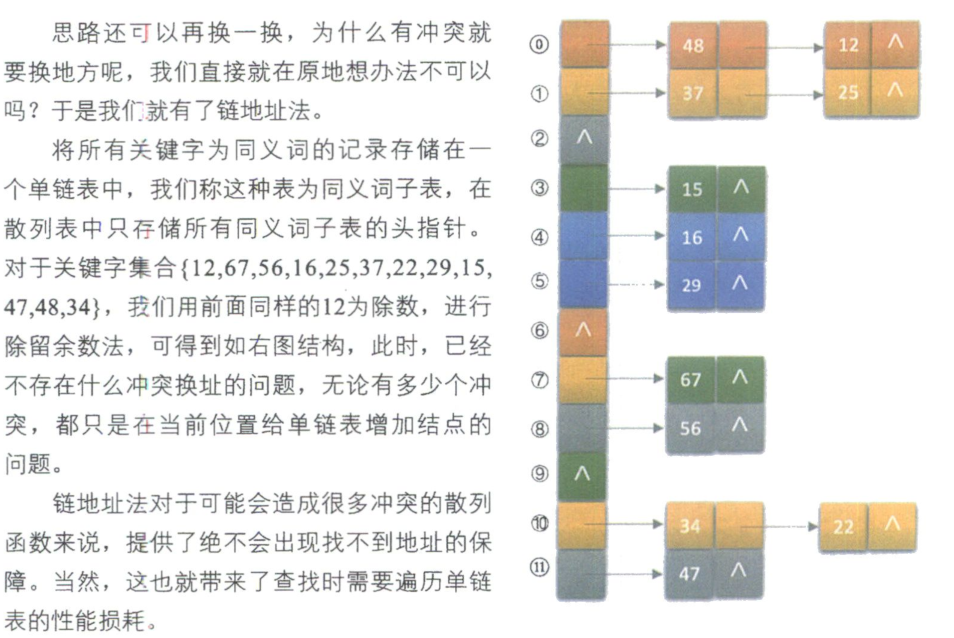 思路还可以再换一换，为什么有冲突就
要换地方呢，我们直接就在原地想办法不可以
吗？于是我们就有了链地址法。
将所有关键字为同义词的记录存储在一
个单链表中，我们称这种表为同义词子表，在
散列表中只存储所有同义词子表的头指针。
对于关键字集合{12,67,56,16,25,37,22,29,15,
47,48,34}，我们用前面同样的12为除数，进行
除留余数法，可得到如右图结构，此时，已经
不存在什么冲突换址的问题，无论有多少个冲
突，都只是在当前位置给单链表增加结点的
问题。
链地址法对于可能会造成很多冲突的散列
函数来说，提供了绝不会出现找不到地址的保
障。当然，这也就带来了查找时需要遍历单链
表的性能损耗。
⓪ 48 12 ∧
① 37 25 ∧
② ∧
③ 15 ∧
④ 16 ∧
⑤ 29 ∧
⑥ ∧
⑦ 67 ∧
⑧ 56 ∧
⑨ ∧
⑩ 34 22 ∧
⑪ 47 ∧